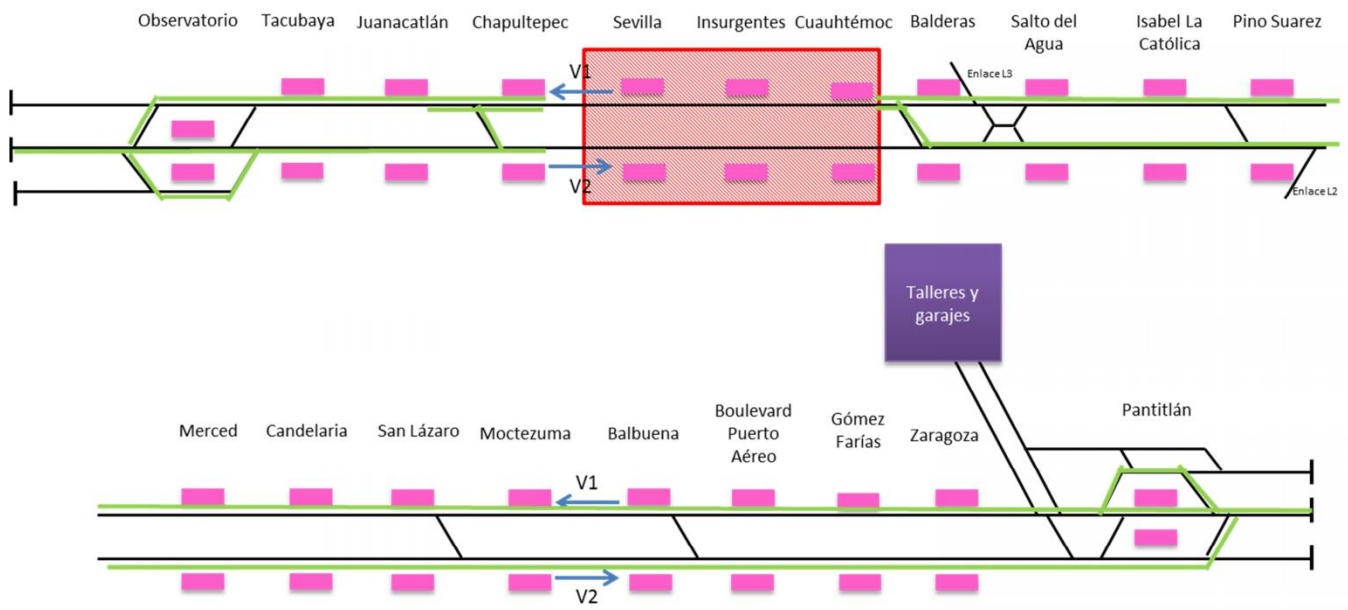 Observatorio
Tacubaya
Juanacatlán
Chapultepec
Sevilla
Insurgentes
Cuauhtémoc
Balderas
Salto del
Agua
Isabel La
Católica
Pino Suarez
V1
Enlace L3
V2
Enlace L2
Talleres y
garajes
Merced
Candelaria
San Lázaro
Moctezuma
Balbuena
Boulevard
Puerto
Aéreo
Gómez
Farías
Zaragoza
Pantitlán
V1
V2